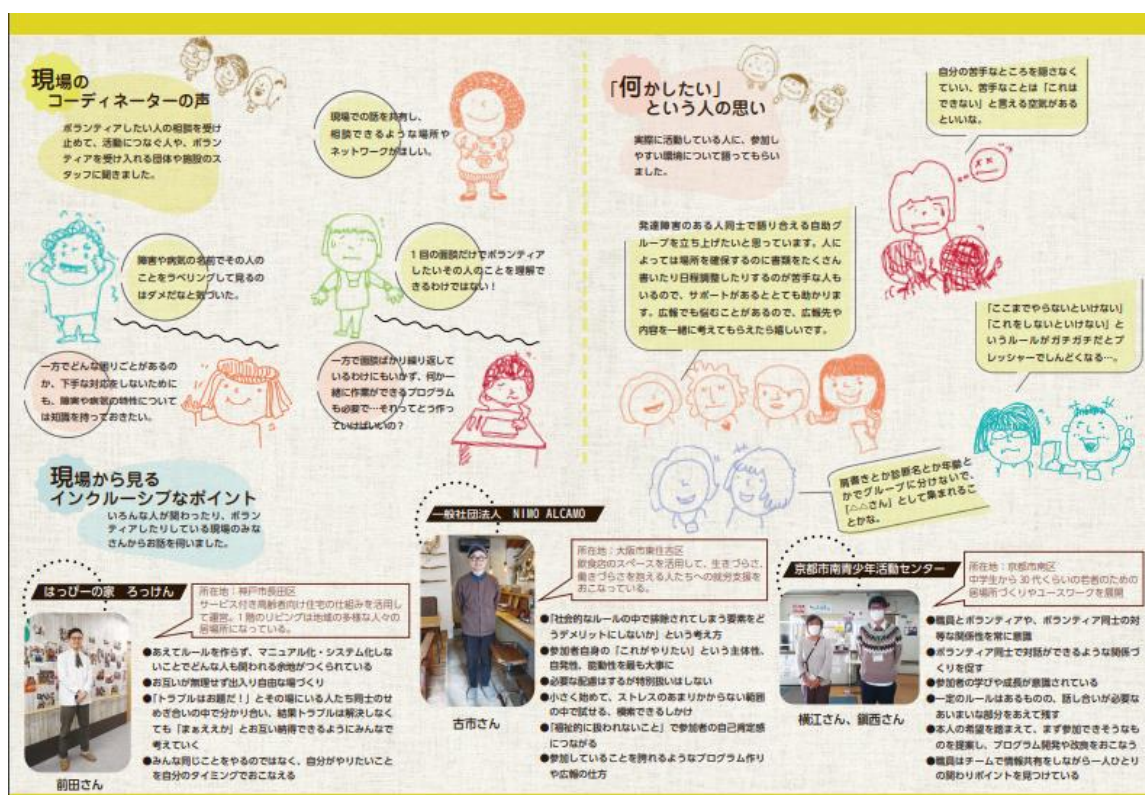 現場の
コーディネーターの声
ボランティアしたい人の相談を受け
止めて、活動につなぐ人や、ボラン
ティアを受け入れる団体や施設のス
タッフに聞きました。
現場での話を共有し、
相談できるような場所や
ネットワークがほしい。
障害や病気の名前でその人の
ことをラベリングして見るの
はダメだなと気づいた。
1回の面談だけでボランティア
したいその人のことを理解で
きるわけではない！
一方でどんな困りごとがあるの
か、下手な対応をしないために
も、障害や病気の特性について
は知識を持っておきたい。
一方で面談ばかり繰り返して
いるわけにもいかず、何か一
緒に作業ができるプログラム
も必要で…それってどう作っ
ていけばいいの？
「何かしたい」
という人の思い
実際に活動している人に、参加し
やすい環境について語ってもらい
ました。
自分の苦手なところを隠さなく
ていい、苦手なことは「これは
できない」と言える空気がある
といいな。
発達障害のある人同士で語り合える自助グ
ループを立ち上げたいと思っています。人に
よっては場所を確保するのに書類をたくさん
書いたり日程調整したりするのが苦手な人も
いるので、サポートがあるととても助かりま
す。広報でも悩むことがあるので、広報先や
内容を一緒に考えてもらえたら嬉しいです。
「ここまでやらないといけない」
「これをしないといけない」と
いうルールがガチガチだとプ
レッシャーでしんどくなる…。
肩書きとか診断名とか年齢と
かでグループに分けないで、
「△△さん」として集まれるこ
とかな。
現場から見る
インクルーシブなポイント
いろんな人が関わったり、ボラン
ティアしたりしている現場のみな
さんからお話を伺いました。
はっぴーの家　ろっけん
所在地：神戸市長田区
サービス付き高齢者向け住宅の仕組みを活用し
て運営。1階のリビングは地域の多様な人々の
居場所になっている。
●あえてルールを作らず、マニュアル化・システム化しな
いことでどんな人も関われる余地がつくられている
●お互いが無理せず出入り自由な場づくり
●「トラブルはお題だ！」とその場にいる人たち同士のせ
めぎ合いの中で分かり合い、結果トラブルは解決しなく
ても「まぁええか」とお互い納得できるようにみんなで
考えていく
●みんな同じことをやるのではなく、自分がやりたいこと
を自分のタイミングでおこなえる
前田さん
一般社団法人　NIMO ALCAMO
所在地：大阪市東住吉区
飲食店のスペースを活用して、生きづらさ、
働きづらさを抱える人たちへの就労支援を
おこなっている。
●「社会的なルールの中で排除されてしまう要素をど
うデメリットにしないか」という考え方
●参加者自身の「これがやりたい」という主体性、
自発性、能動性を最も大事に
●必要な配慮はするが特別扱いはしない
●小さく始めて、ストレスのあまりかからない範囲
の中で試せる、模索できるしかけ
●「福祉的に扱われないこと」で参加者の自己肯定感
につながる
●参加していることを誇れるようなプログラム作り
や広報の仕方
古市さん
京都市南青少年活動センター
所在地：京都市南区
中学生から30代くらいの若者のための
居場所づくりやユースワークを展開
●職員とボランティアや、ボランティア同士の対
等な関係性を常に意識
●ボランティア同士で対話ができるような関係づ
くりを促す
●参加者の学びや成長が意識されている
●一定のルールはあるものの、話し合いが必要な
あいまいな部分をあえて残す
●本人の希望を踏まえて、まず参加できそうなも
のを提案し、プログラム開発や改良をおこなう
●職員はチームで情報共有をしながら一人ひとり
の関わりポイントを見つけている
横江さん、鎭西さん